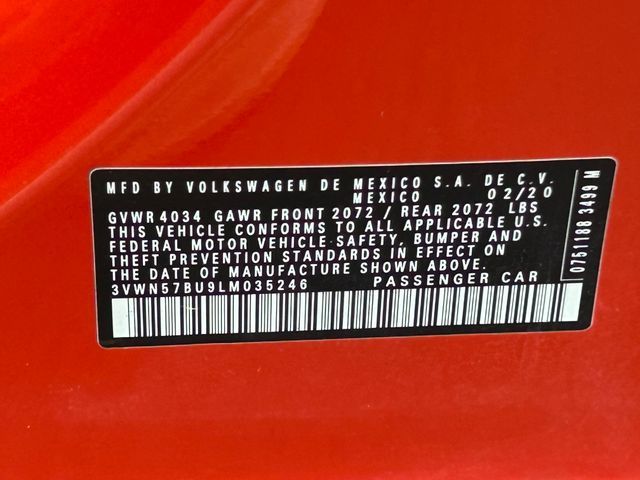 MFD BY VOLKSWAGEN DE MEXICO S.A. DE C.V.
MEXICO 02/20
GVWR 4034 GAWR FRONT 2072 / REAR 2072 LBS
THIS VEHICLE CONFORMS TO ALL APPLICABLE U.S.
FEDERAL MOTOR VEHICLE SAFETY, BUMPER AND
THEFT PREVENTION STANDARDS IN EFFECT ON
THE DATE OF MANUFACTURE SHOWN ABOVE.
3VWN57BU9LM035246 PASSENGER CAR
0751188 3499 M